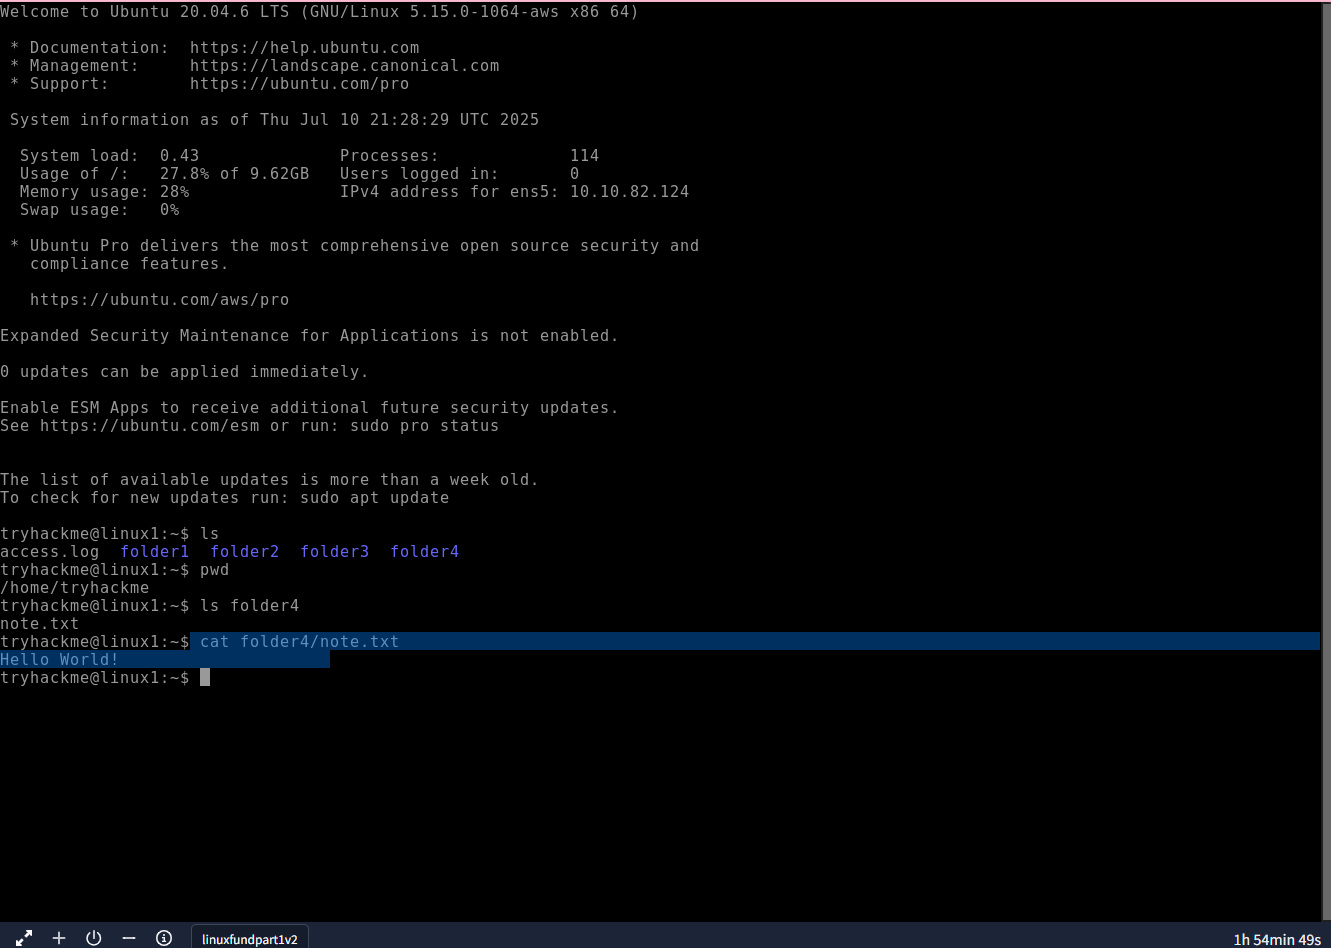 Welcome to Ubuntu 20.04.6 LTS (GNU/Linux 5.15.0-1064-aws x86 64)
* Documentation: https://help.ubuntu.com
* Management: https://landscape.canonical.com
* Support: https://ubuntu.com/pro
System information as of Thu Jul 10 21:28:29 UTC 2025
System load: 0.43 Processes: 114
Usage of /: 27.8% of 9.62GB Users logged in: 0
Memory usage: 28% IPv4 address for ens5: 10.10.82.124
Swap usage: 0%
* Ubuntu Pro delivers the most comprehensive open source security and
compliance features.
https://ubuntu.com/aws/pro
Expanded Security Maintenance for Applications is not enabled.
0 updates can be applied immediately.
Enable ESM Apps to receive additional future security updates.
See https://ubuntu.com/esm or run: sudo pro status
The list of available updates is more than a week old.
To check for new updates run: sudo apt update
tryhackme@linux1:~$ ls
access.log folder1 folder2 folder3 folder4
tryhackme@linux1:~$ pwd
/home/tryhackme
tryhackme@linux1:~$ ls folder4
note.txt
tryhackme@linux1:~$ cat folder4/note.txt
Hello World!
tryhackme@linux1:~$
linuxfundpart1v2
1h 54min 49s